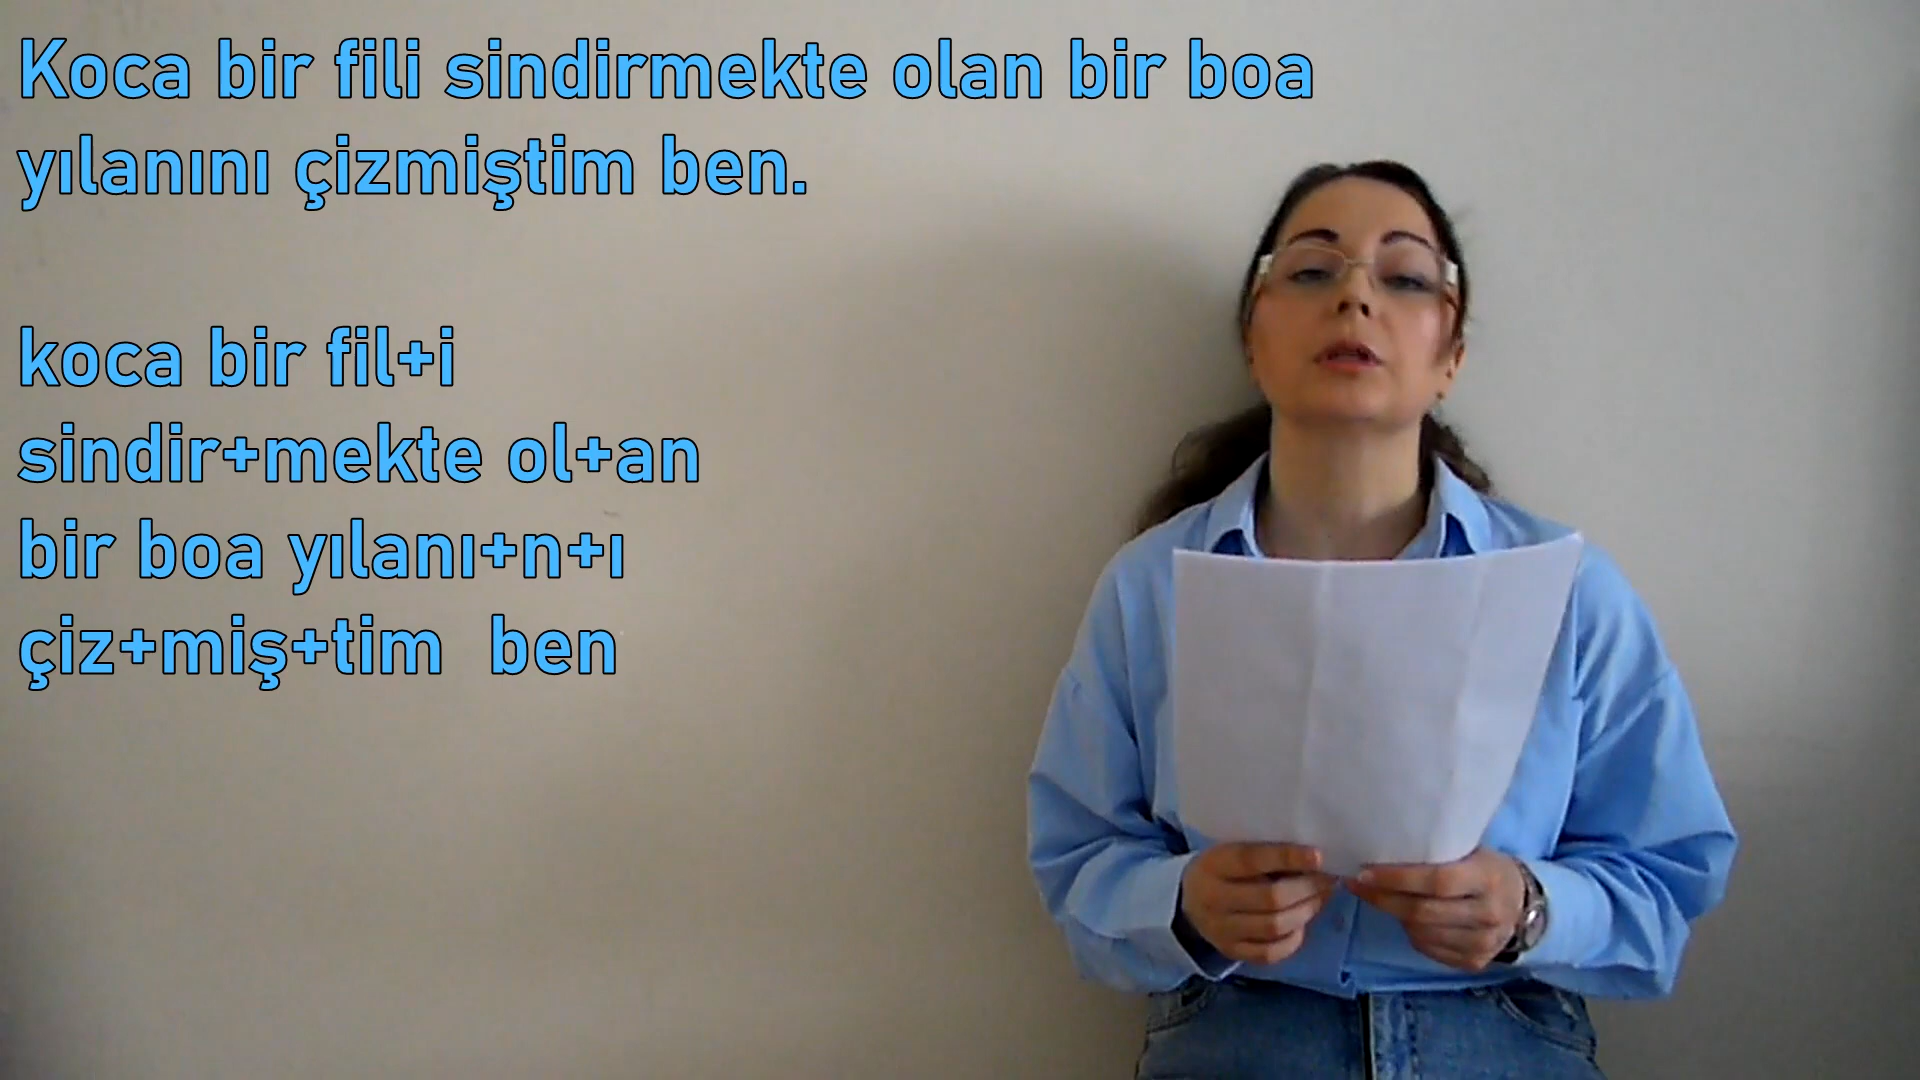 Koca bir fili sindirmekte olan bir boa
yılanını çizmiştim ben.
koca bir fil+i
sindir+mekte ol+an
bir boa yılanı+n+ı
çiz+miş+tim ben